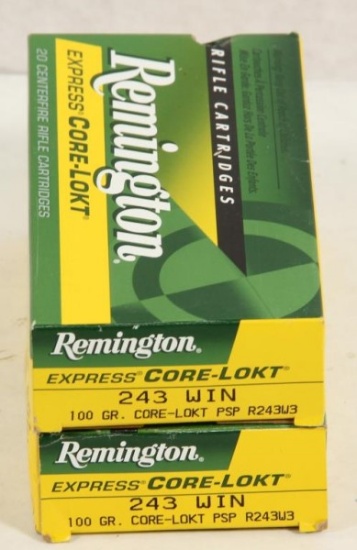 Remington.
EXPRESS® CORE-LOKT®
20 CENTERFIRE RIFLE CARTRIDGES
RIFLE CARTRIDGES
Remington®
EXPRESS® CORE-LOKT®
243 WIN
100 GR. CORE-LOKT PSP R243W3
Remington®
EXPRESS® CORE-LOKT®
243 WIN
100 GR. CORE-LOKT PSP R243W3